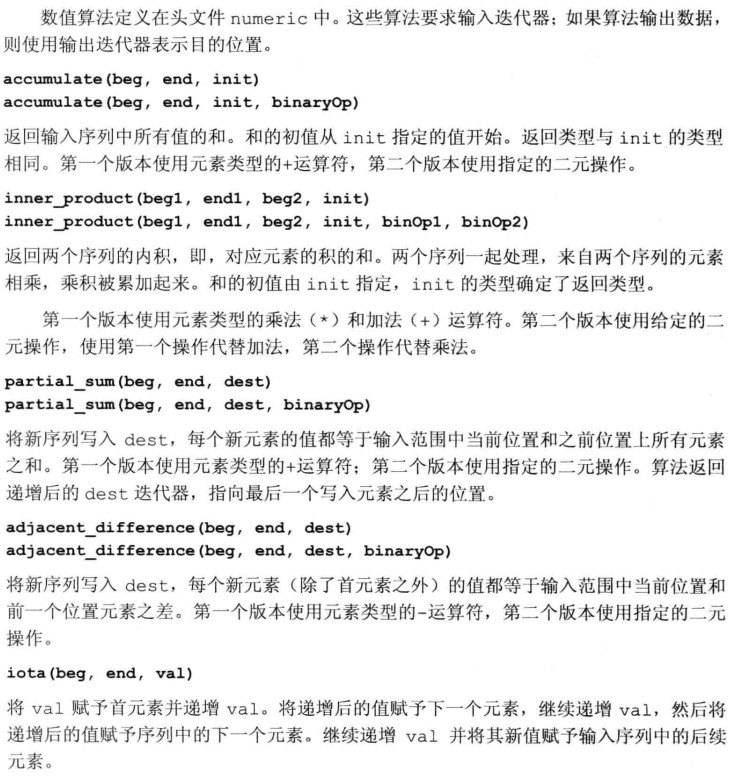 数值算法定义在头文件 numeric 中。这些算法要求输入迭代器；如果算法输出数据，
则使用输出迭代器表示目的位置。
accumulate(beg, end, init)
accumulate(beg, end, init, binaryOp)
返回输入序列中所有值的和。和的初值从 init 指定的值开始。返回类型与 init 的类型
相同。第一个版本使用元素类型的+运算符，第二个版本使用指定的二元操作。
inner_product(beg1, end1, beg2, init)
inner_product(beg1, end1, beg2, init, binOp1, binOp2)
返回两个序列的内积，即，对应元素的积的和。两个序列一起处理，来自两个序列的元素
相乘，乘积被累加起来。和的初值由 init 指定，init 的类型确定了返回类型。
第一个版本使用元素类型的乘法（*）和加法（+）运算符。第二个版本使用给定的二
元操作，使用第一个操作代替加法，第二个操作代替乘法。
partial_sum(beg, end, dest)
partial_sum(beg, end, dest, binaryOp)
将新序列写入 dest，每个新元素的值都等于输入范围中当前位置和之前位置上所有元素
之和。第一个版本使用元素类型的+运算符；第二个版本使用指定的二元操作。算法返回
递增后的 dest 迭代器，指向最后一个写入元素之后的位置。
adjacent_difference(beg, end, dest)
adjacent_difference(beg, end, dest, binaryOp)
将新序列写入 dest，每个新元素（除了首元素之外）的值都等于输入范围中当前位置和
前一个位置元素之差。第一个版本使用元素类型的-运算符，第二个版本使用指定的二元
操作。
iota(beg, end, val)
将 val 赋予首元素并递增 val。将递增后的值赋予下一个元素，继续递增 val，然后将
递增后的值赋予序列中的下一个元素。继续递增 val 并将其新值赋予输入序列中的后续
元素。